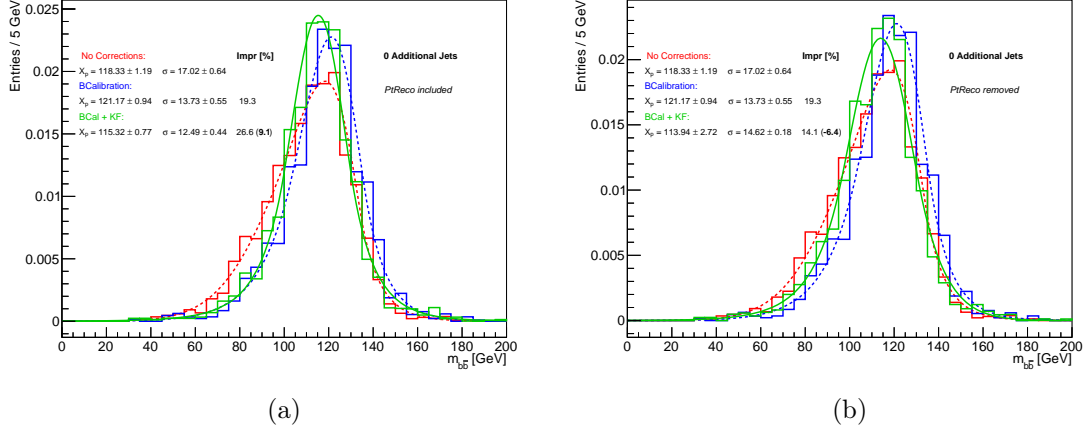 Entries / 5 GeV
0.025
0.02
0.015
0.01
0.005
0
No Corrections: Impr [%]
X_p = 118.33 ± 1.19 σ = 17.02 ± 0.64
BCalibration:
X_p = 121.17 ± 0.94 σ = 13.73 ± 0.55 19.3
BCal + KF:
X_p = 115.32 ± 0.77 σ = 12.49 ± 0.44 26.6 (9.1)
0 Additional Jets
PtReco included
0 20 40 60 80 100 120 140 160 180 200
m_{bb̅} [GeV]
(a)
Entries / 5 GeV
0.02
0.015
0.01
0.005
0
No Corrections: Impr [%]
X_p = 118.33 ± 1.19 σ = 17.02 ± 0.64
BCalibration:
X_p = 121.17 ± 0.94 σ = 13.73 ± 0.55 19.3
BCal + KF:
X_p = 113.94 ± 2.72 σ = 14.62 ± 0.18 14.1 (-6.4)
0 Additional Jets
PtReco removed
0 20 40 60 80 100 120 140 160 180 200
m_{bb̅} [GeV]
(b)